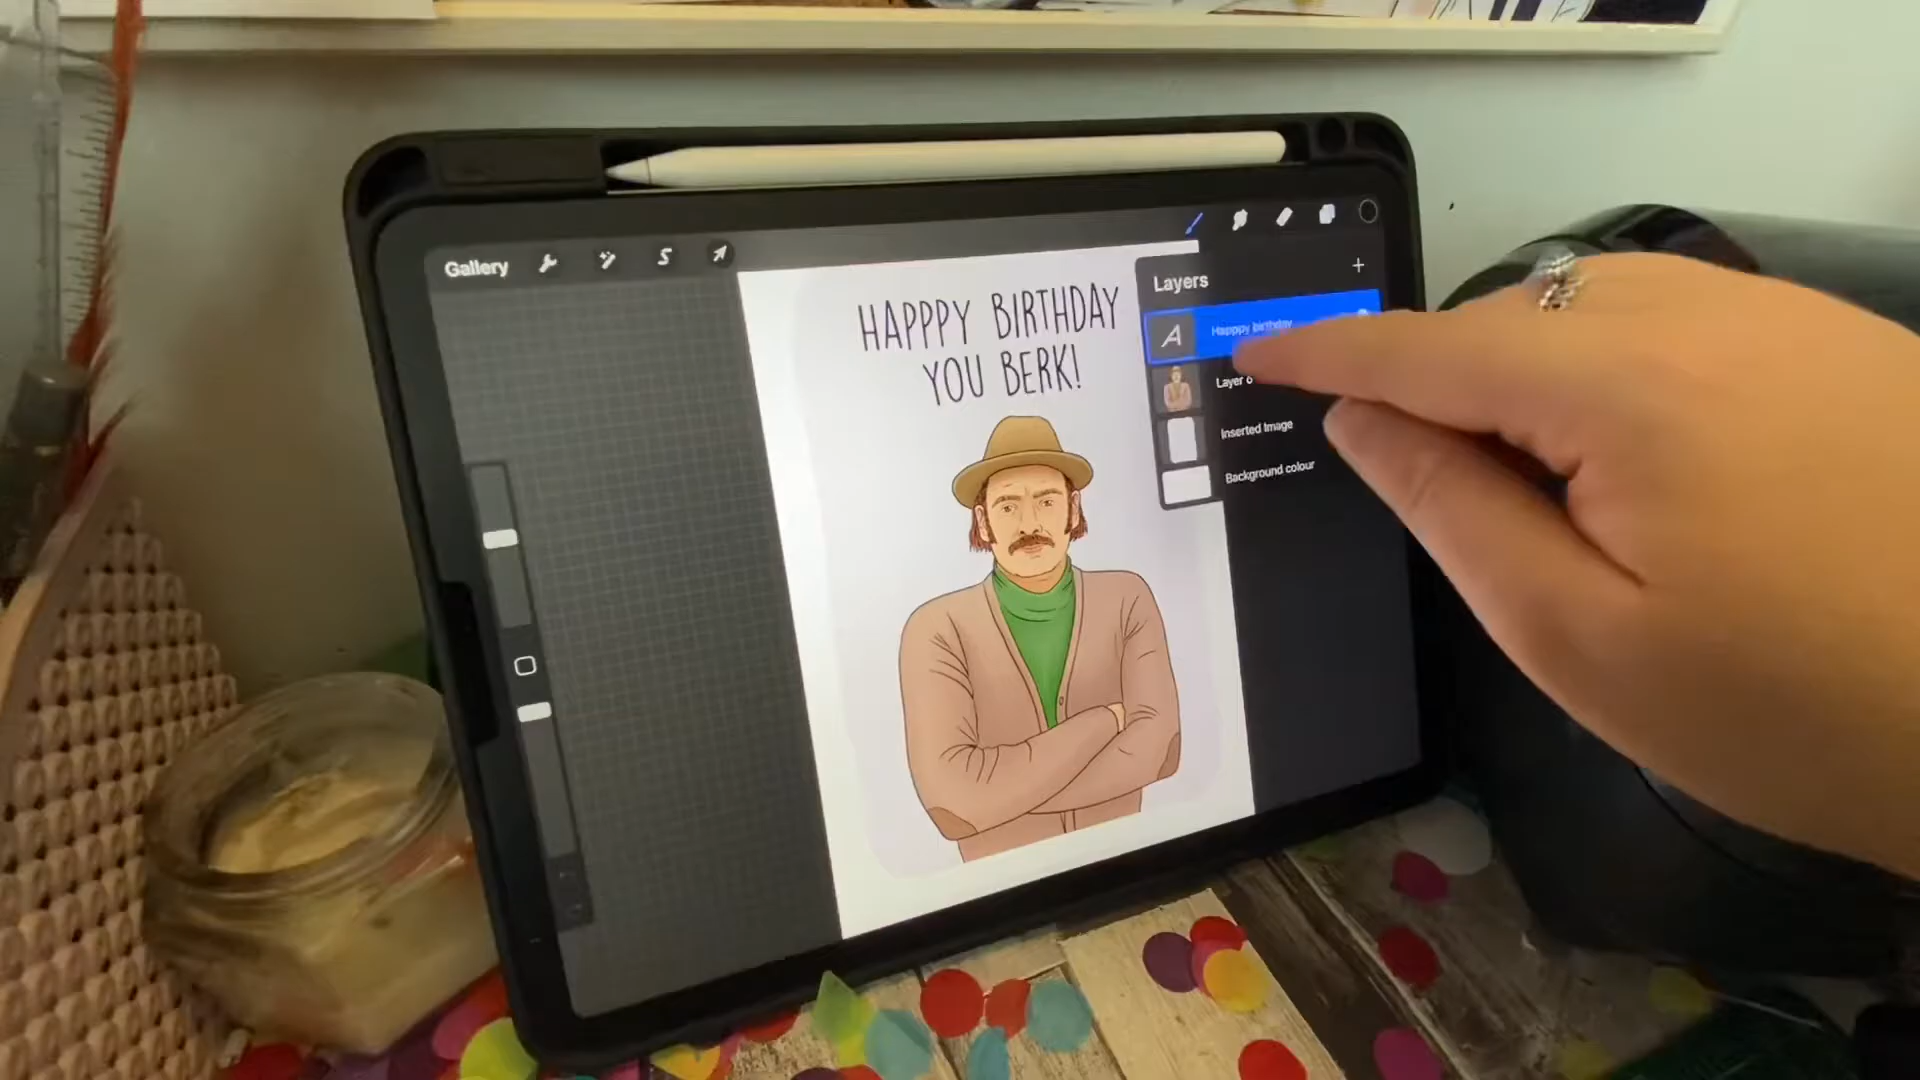 Gallery
HAPPPY BIRTHDAY
YOU BERK!
Layers
Happpy birthday
Layer 6
Inserted Image
Background colour